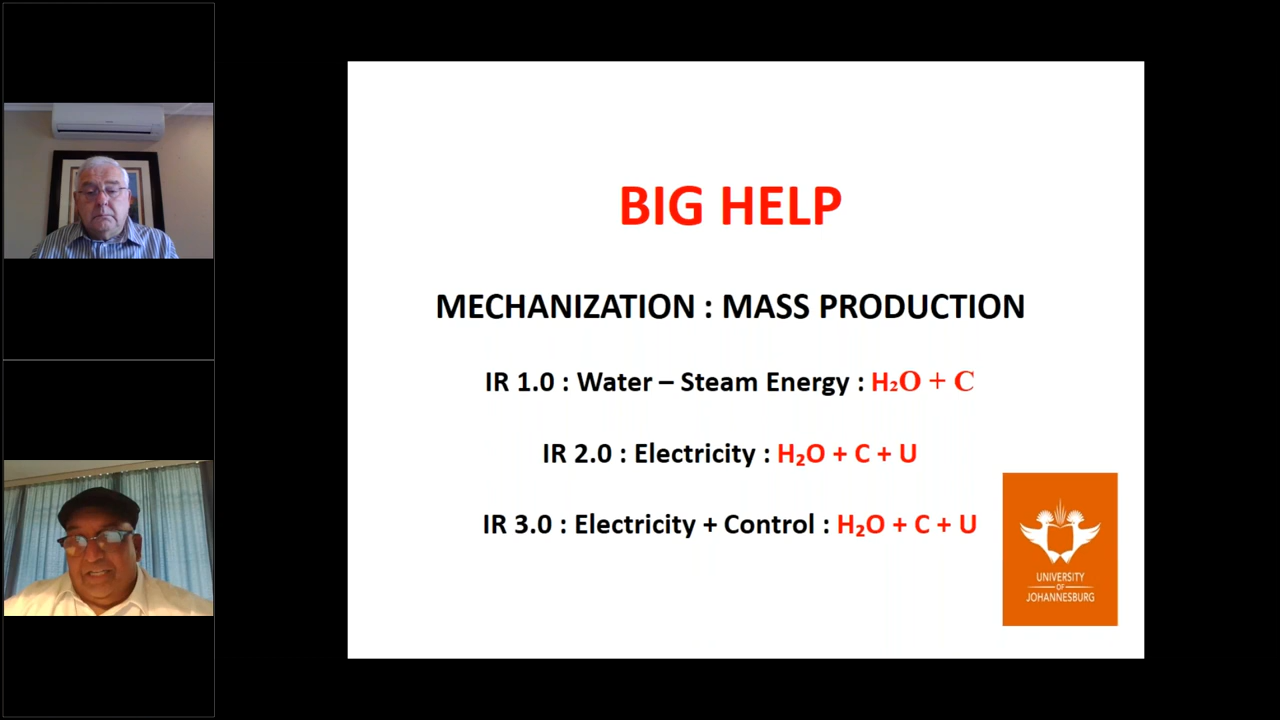 BIG HELP
MECHANIZATION : MASS PRODUCTION
IR 1.0 : Water – Steam Energy : H₂O + C
IR 2.0 : Electricity : H₂O + C + U
IR 3.0 : Electricity + Control : H₂O + C + U
UNIVERSITY
OF
JOHANNESBURG